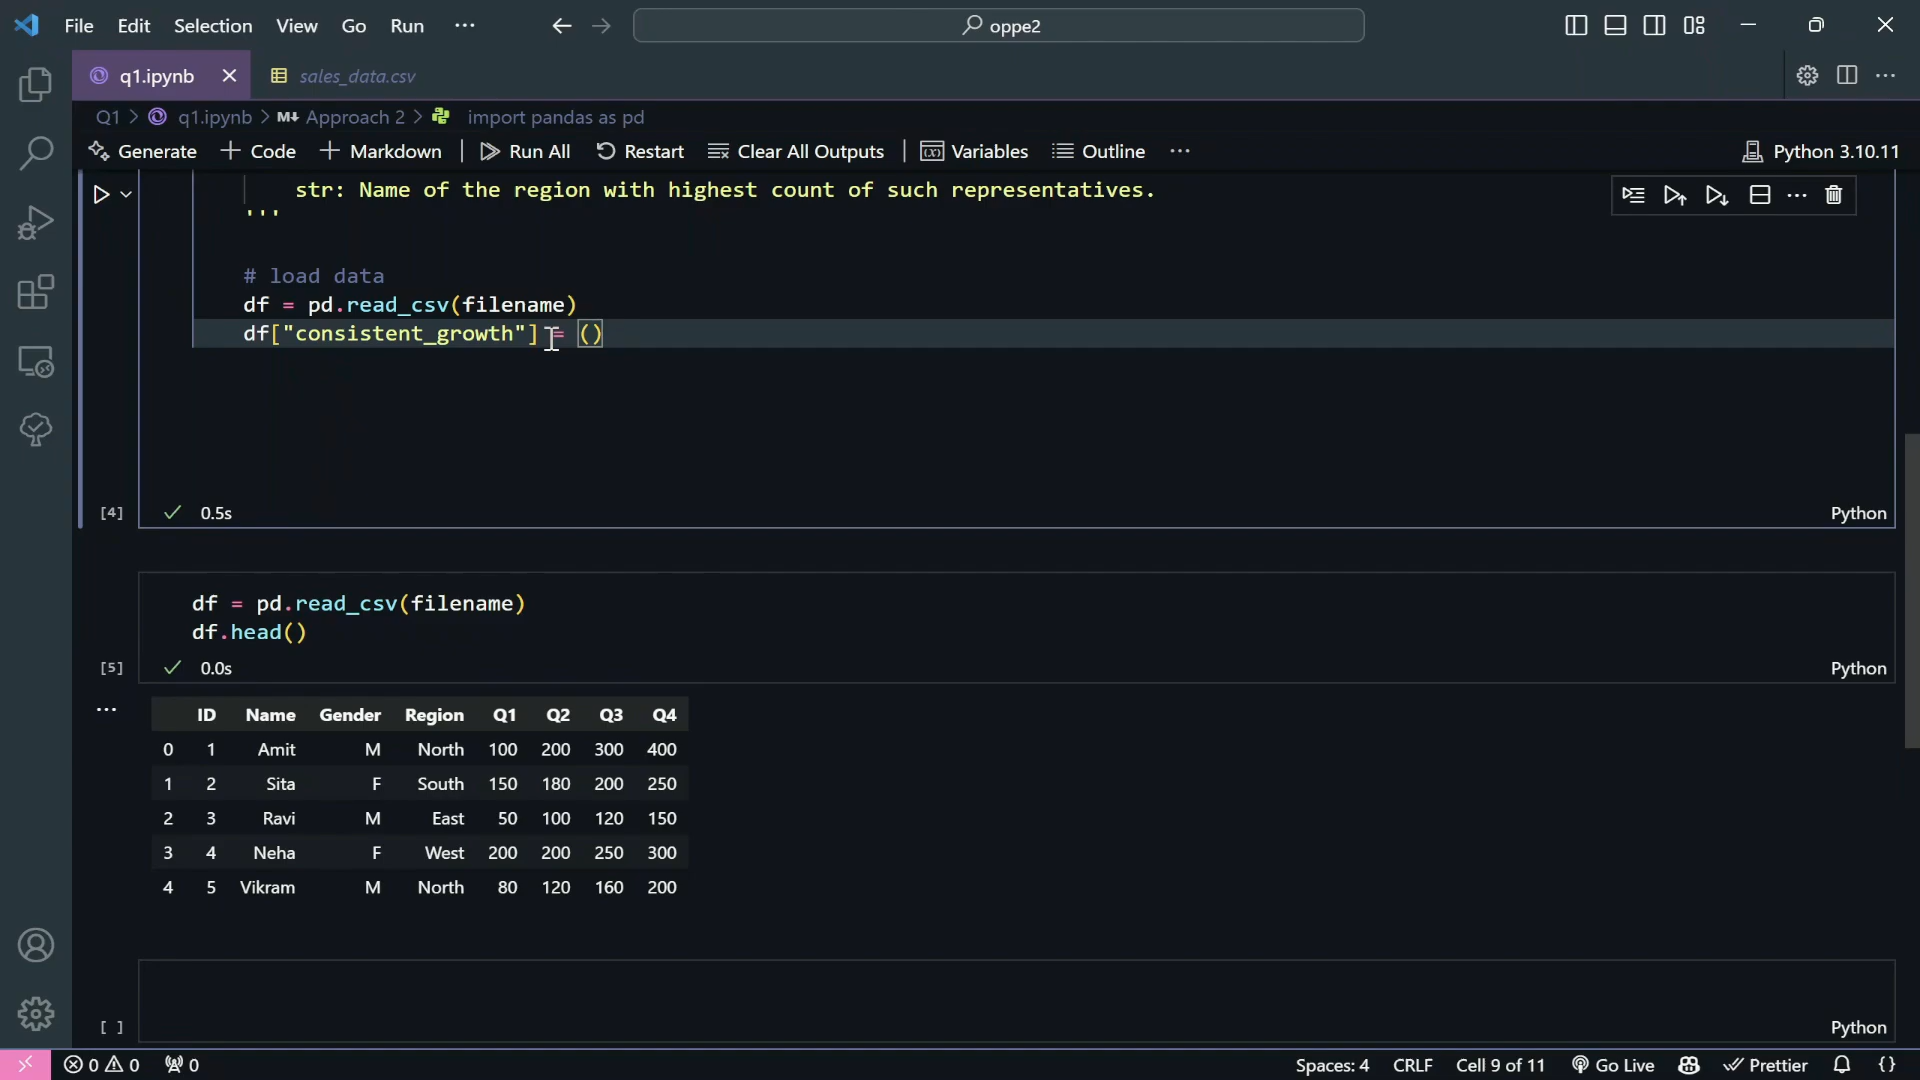 File Edit Selection View Go Run ··· oppe2
q1.ipynb sales_data.csv
Q1 > q1.ipynb > M↓ Approach 2 > import pandas as pd
Generate + Code + Markdown | Run All Restart Clear All Outputs | Variables Outline ··· Python 3.10.11
str: Name of the region with highest count of such representatives.
'''
# load data
df = pd.read_csv(filename)
df["consistent_growth"] = ()
[4] 0.5s Python
df = pd.read_csv(filename)
df.head()
[5] 0.0s Python
ID Name Gender Region Q1 Q2 Q3 Q4
0 1 Amit M North 100 200 300 400
1 2 Sita F South 150 180 200 250
2 3 Ravi M East 50 100 120 150
3 4 Neha F West 200 200 250 300
4 5 Vikram M North 80 120 160 200
[ ] Python
0 0 0 Spaces: 4 CRLF Cell 9 of 11 Go Live Prettier {}